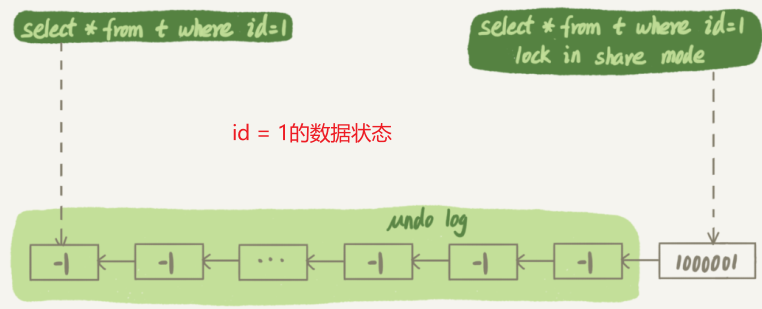 select * from t where id=1
select * from t where id=1
lock in share mode
id = 1的数据状态
undo log
-1
-1
...
-1
-1
-1
1000001